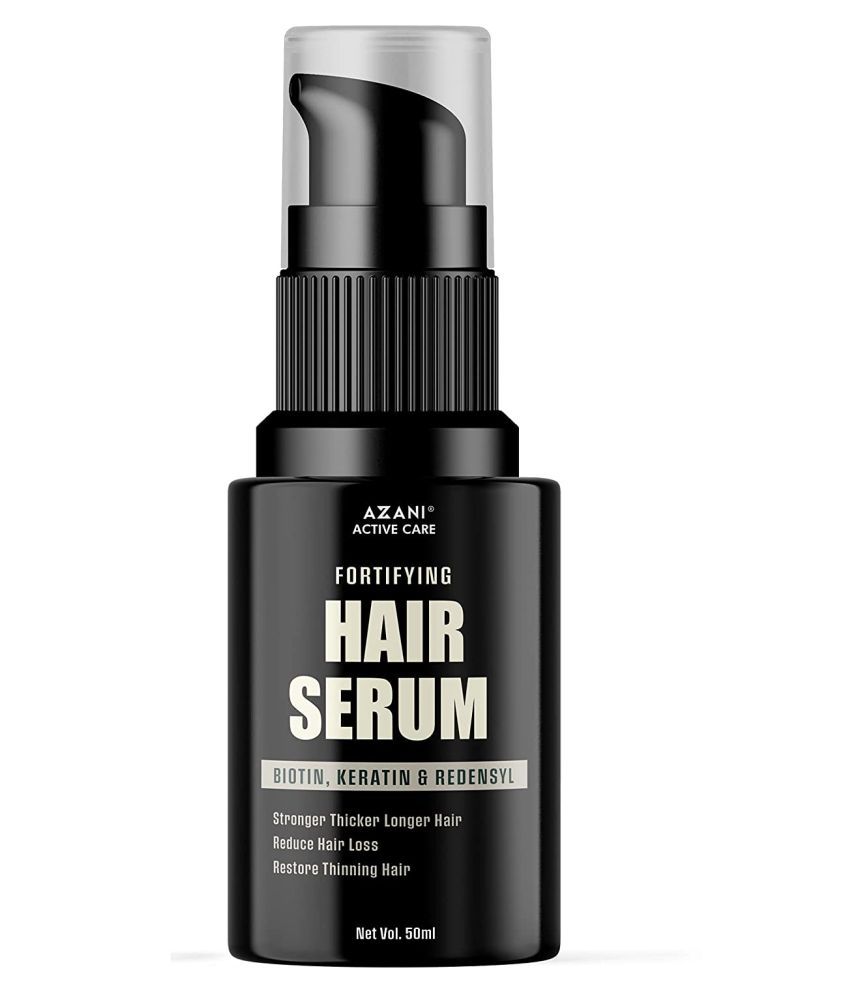 AZANI®
ACTIVE CARE
FORTIFYING
HAIR
SERUM
BIOTIN, KERATIN & REDENSYL
Stronger Thicker Longer Hair
Reduce Hair Loss
Restore Thinning Hair
Net Vol. 50ml